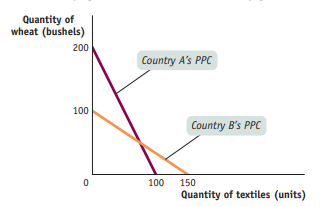 Quantity of
wheat (bushels)
200
Country A's PPC
100
Country B's PPC
0
100
150
Quantity of textiles (units)